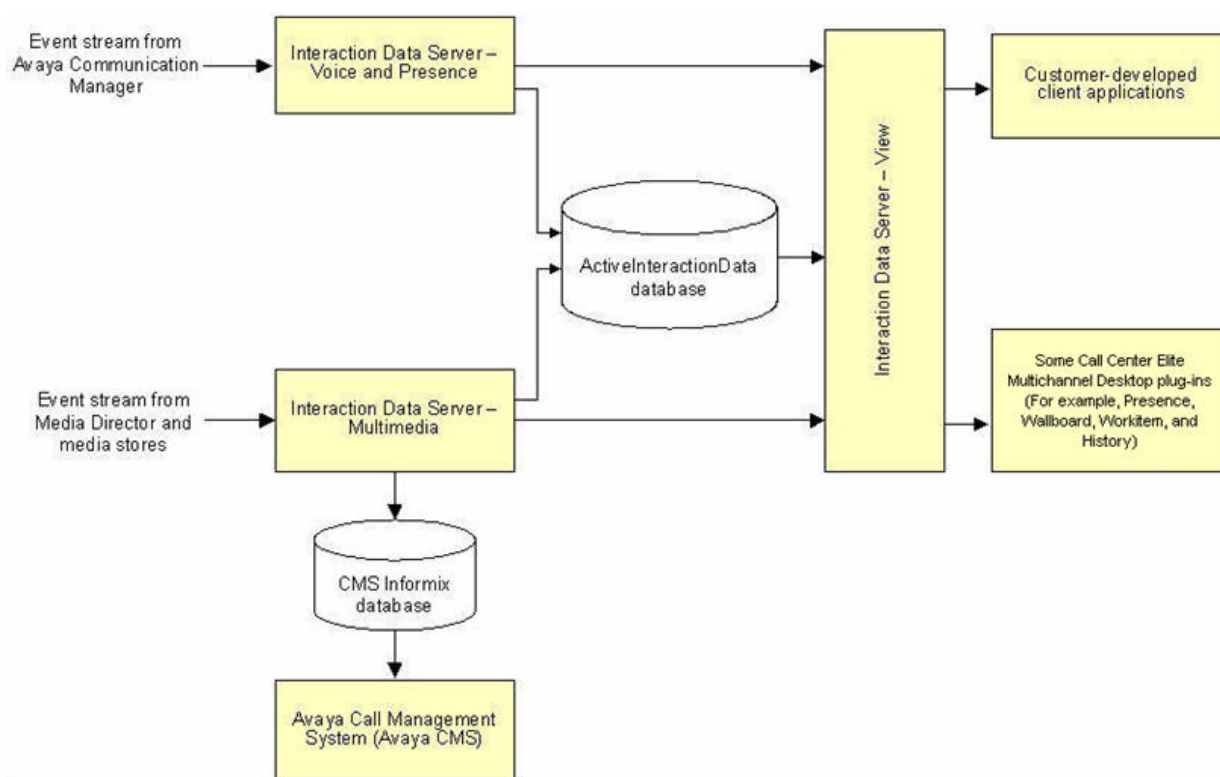 Event stream from
Avaya Communication
Manager
Interaction Data Server –
Voice and Presence
Interaction Data Server – View
Customer-developed
client applications
ActiveInteractionData
database
Event stream from
Media Director and
media stores
Interaction Data Server –
Multimedia
Some Call Center Elite
Multichannel Desktop plug-ins
(For example, Presence,
Wallboard, Workitem, and
History)
CMS Informix
database
Avaya Call Management
System (Avaya CMS)